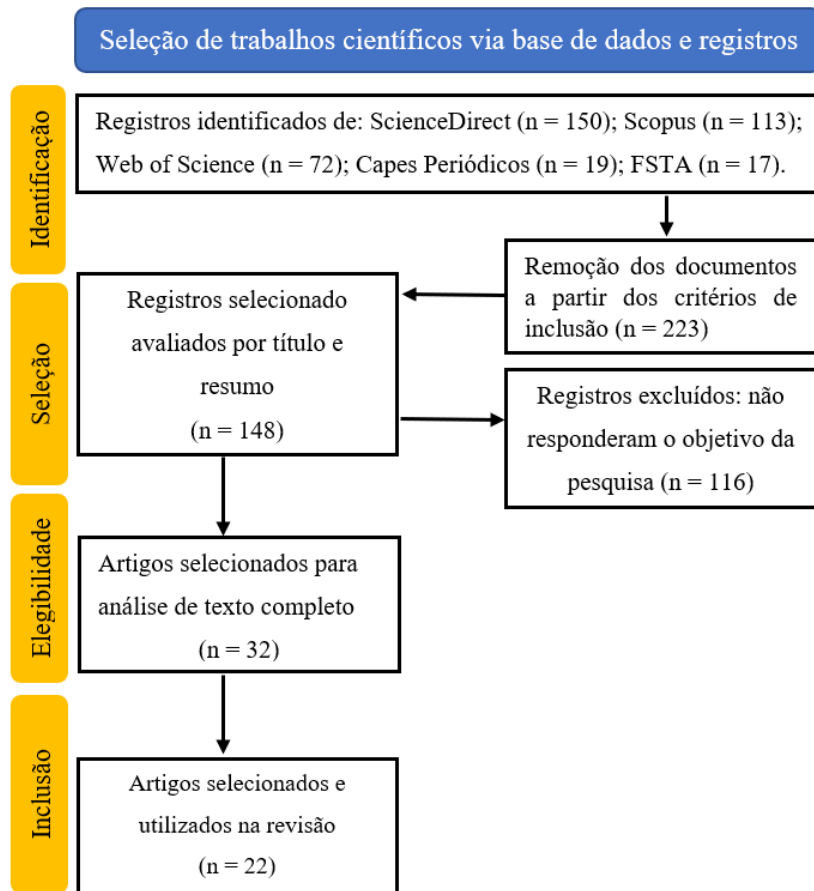 Seleção de trabalhos científicos via base de dados e registros
Identificação
Registros identificados de: ScienceDirect (n = 150); Scopus (n = 113);
Web of Science (n = 72); Capes Periódicos (n = 19); FSTA (n = 17).
Remoção dos documentos
a partir dos critérios de
inclusão (n = 223)
Seleção
Registros selecionado
avaliados por título e
resumo
(n = 148)
Registros excluídos: não
responderam o objetivo da
pesquisa (n = 116)
Elegibilidade
Artigos selecionados para
análise de texto completo
(n = 32)
Inclusão
Artigos selecionados e
utilizados na revisão
(n = 22)